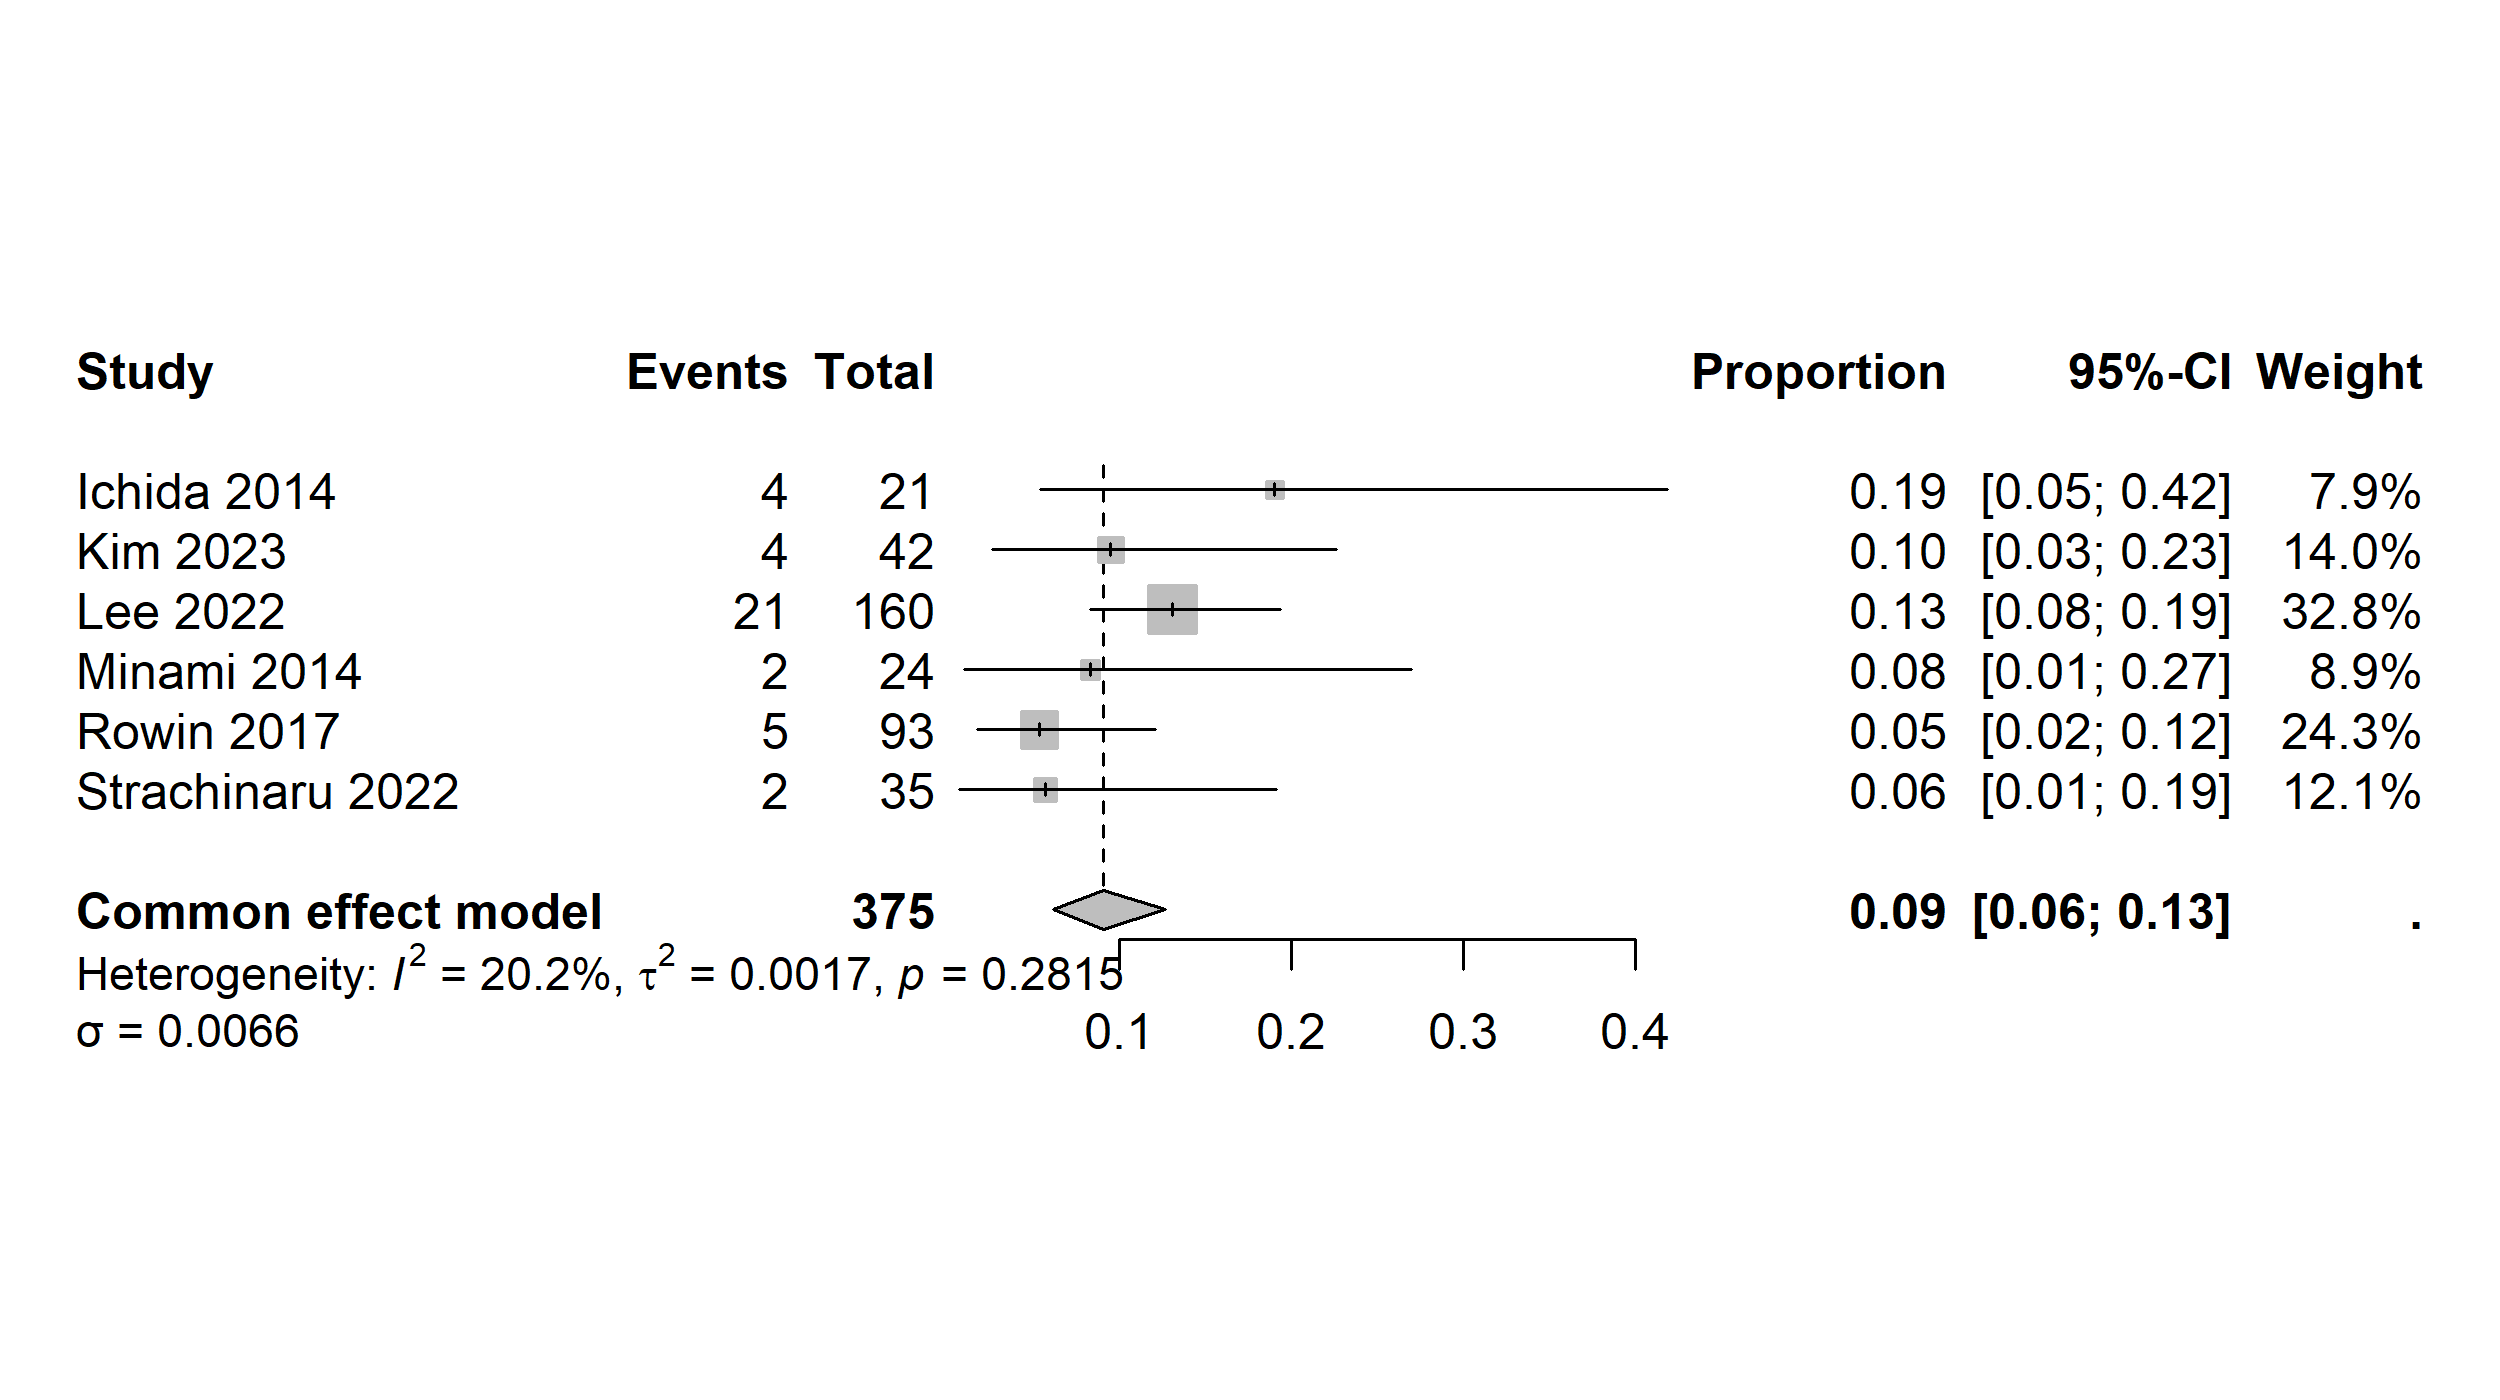 Study Events Total Proportion 95%-CI Weight
Ichida 2014 4 21 0.19 [0.05; 0.42] 7.9%
Kim 2023 4 42 0.10 [0.03; 0.23] 14.0%
Lee 2022 21 160 0.13 [0.08; 0.19] 32.8%
Minami 2014 2 24 0.08 [0.01; 0.27] 8.9%
Rowin 2017 5 93 0.05 [0.02; 0.12] 24.3%
Strachinaru 2022 2 35 0.06 [0.01; 0.19] 12.1%
Common effect model 375 0.09 [0.06; 0.13] .
Heterogeneity: I² = 20.2%, τ² = 0.0017, p = 0.2815
σ = 0.0066 0.1 0.2 0.3 0.4